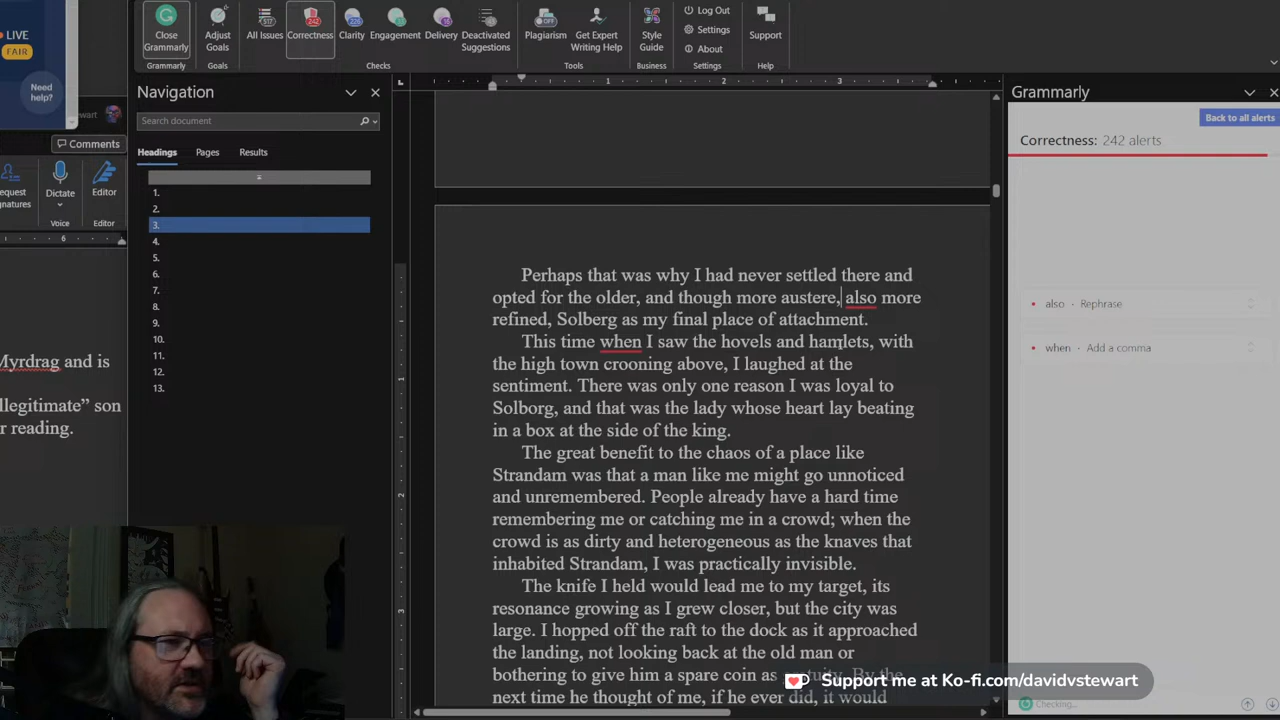 LIVE
FAIR
Need
help?
Close
Grammarly
Grammarly
Adjust
Goals
Goals
517
All Issues
242
Correctness
226
Clarity
Engagement
Delivery
Deactivated
Suggestions
Checks
OFF
Plagiarism
Get Expert
Writing Help
Tools
Style
Guide
Business
Log Out
Settings
About
Settings
Support
Help
Navigation
Search document
Headings Pages Results
1.
2.
3.
4.
5.
6.
7.
8.
9.
10.
11.
12.
13.
Comments
Dictate
Voice
Editor
Editor
6
Myrdrag and is
llegitimate” son
r reading.
1 2 3
Perhaps that was why I had never settled there and
opted for the older, and though more austere, also more
refined, Solberg as my final place of attachment.
This time when I saw the hovels and hamlets, with
the high town crooning above, I laughed at the
sentiment. There was only one reason I was loyal to
Solborg, and that was the lady whose heart lay beating
in a box at the side of the king.
The great benefit to the chaos of a place like
Strandam was that a man like me might go unnoticed
and unremembered. People already have a hard time
remembering me or catching me in a crowd; when the
crowd is as dirty and heterogeneous as the knaves that
inhabited Strandam, I was practically invisible.
The knife I held would lead me to my target, its
resonance growing as I grew closer, but the city was
large. I hopped off the raft to the dock as it approached
the landing, not looking back at the old man or
bothering to give him a spare coin as
next time he thought of me, if he ever did, it would
Grammarly
Back to all alerts
Correctness: 242 alerts
also · Rephrase
when · Add a comma
Checking...
Support me at Ko-fi.com/davidvstewart